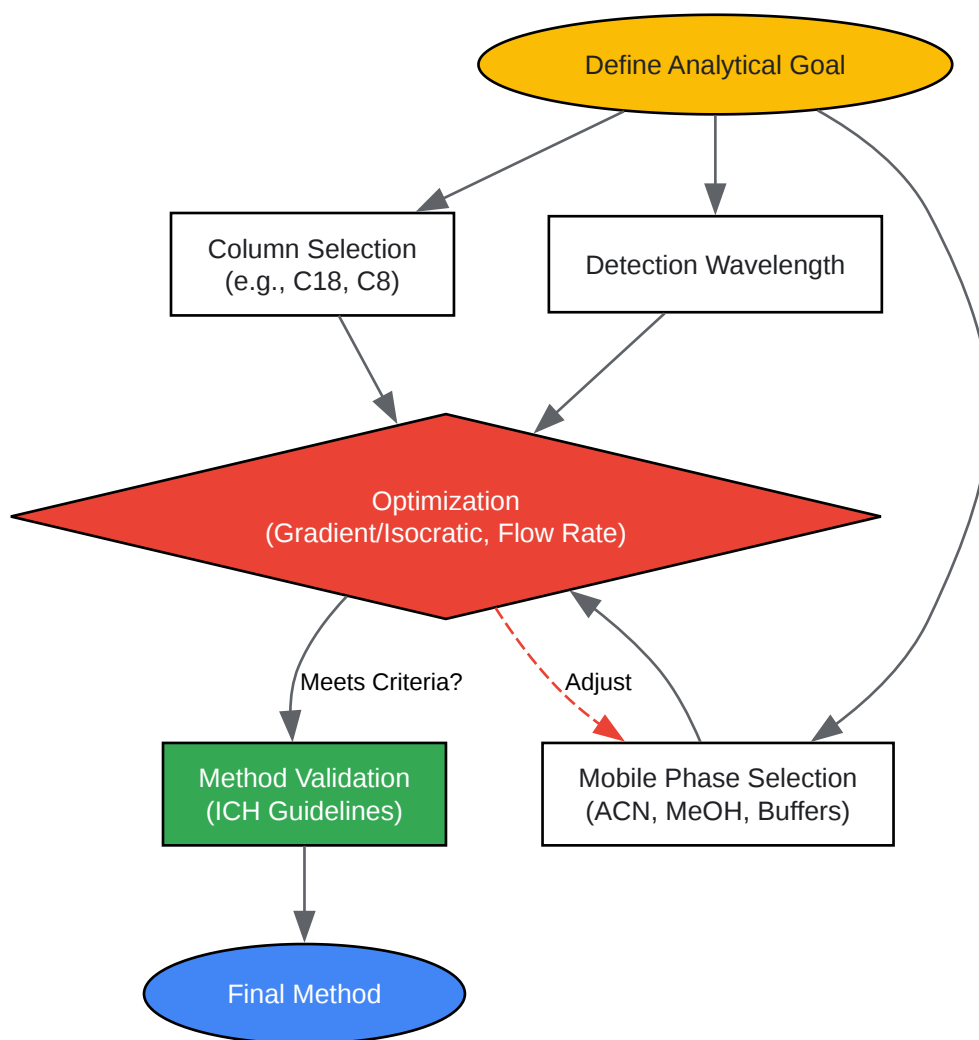 Define Analytical Goal
Column Selection
(e.g., C18, C8)
Detection Wavelength
Optimization
(Gradient/Isocratic, Flow Rate)
Meets Criteria?
Adjust
Method Validation
(ICH Guidelines)
Mobile Phase Selection
(ACN, MeOH, Buffers)
Final Method